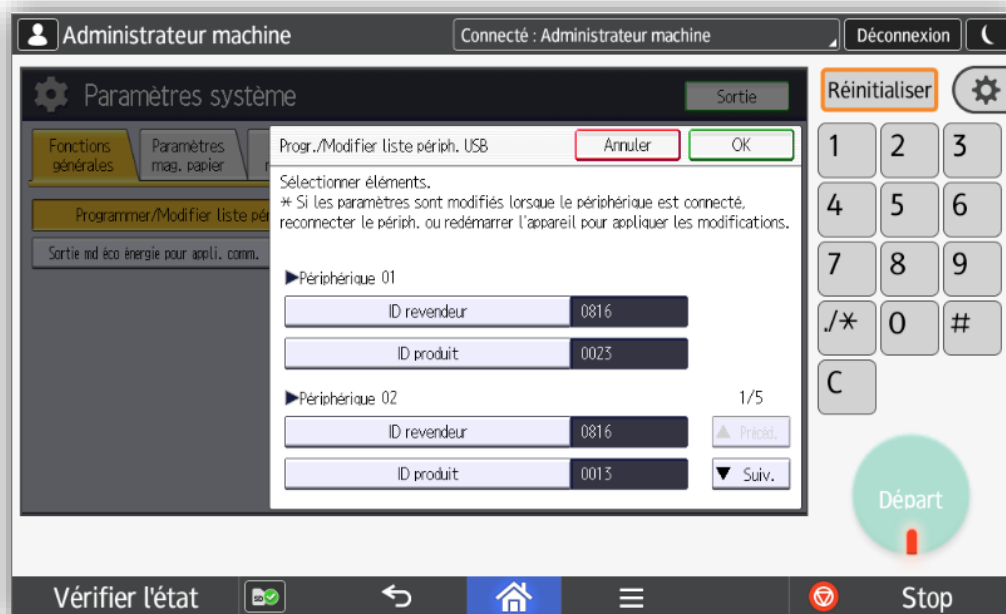 Administrateur machine
Connecté : Administrateur machine
Déconnexion
Paramètres système
Sortie
Réinitialiser
Fonctions
générales
Paramètres
mag. papier
Progr./Modifier liste périph. USB
Annuler
OK
Sélectionner éléments.
* Si les paramètres sont modifiés lorsque le périphérique est connecté,
reconnecter le périph. ou redémarrer l'appareil pour appliquer les modifications.
Programmer/Modifier liste pér
Sortie md éco énergie pour appli. comm.
▶Périphérique 01
ID revendeur 0816
ID produit 0023
▶Périphérique 02
1/5
ID revendeur 0816
▲ Précéd.
ID produit 0013
▼ Suiv.
1 2 3
4 5 6
7 8 9
./* 0 #
C
Départ
Vérifier l'état
SD
Stop